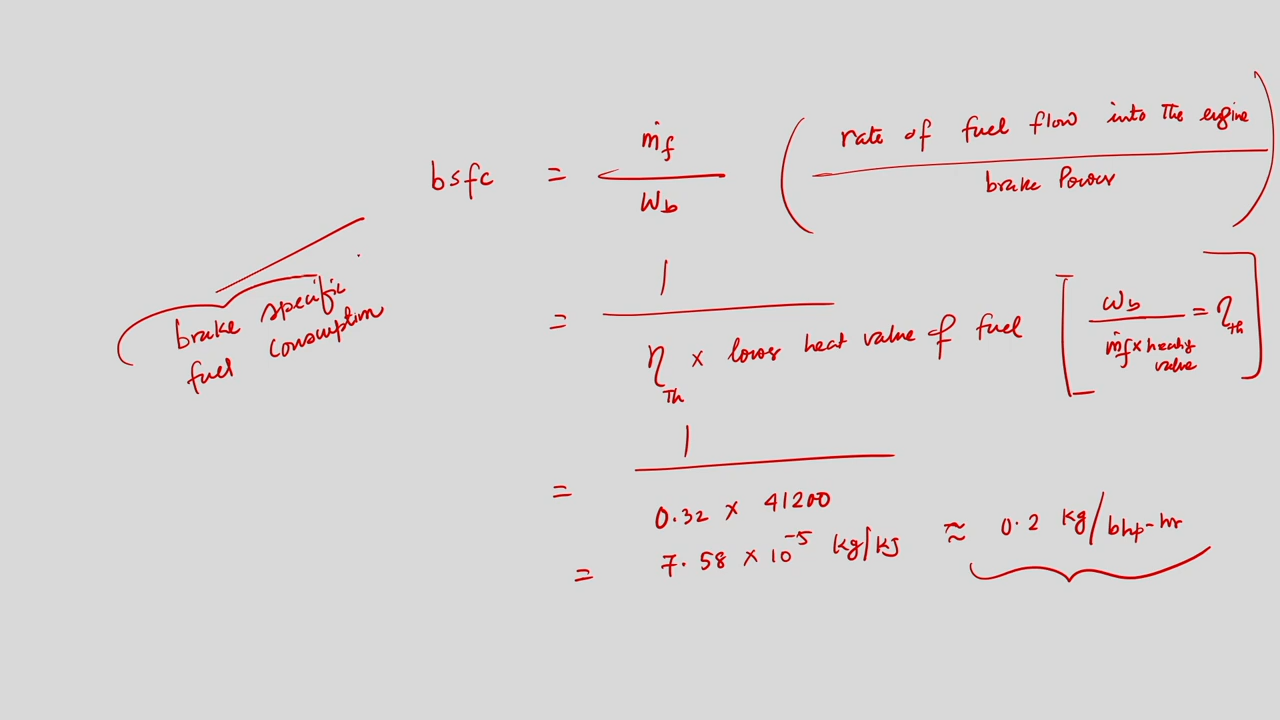 bsfc = ṁf / Wb ( rate of fuel flow into the engine / brake Power )
brake specific
fuel consumption
= 1 / ηTh × lower heat value of fuel [ Wb / ṁf × heating value = ηTh ]
= 1 / 0.32 × 41200
= 7.58 × 10⁻⁵ kg/kJ ≈ 0.2 kg/bhp-hr